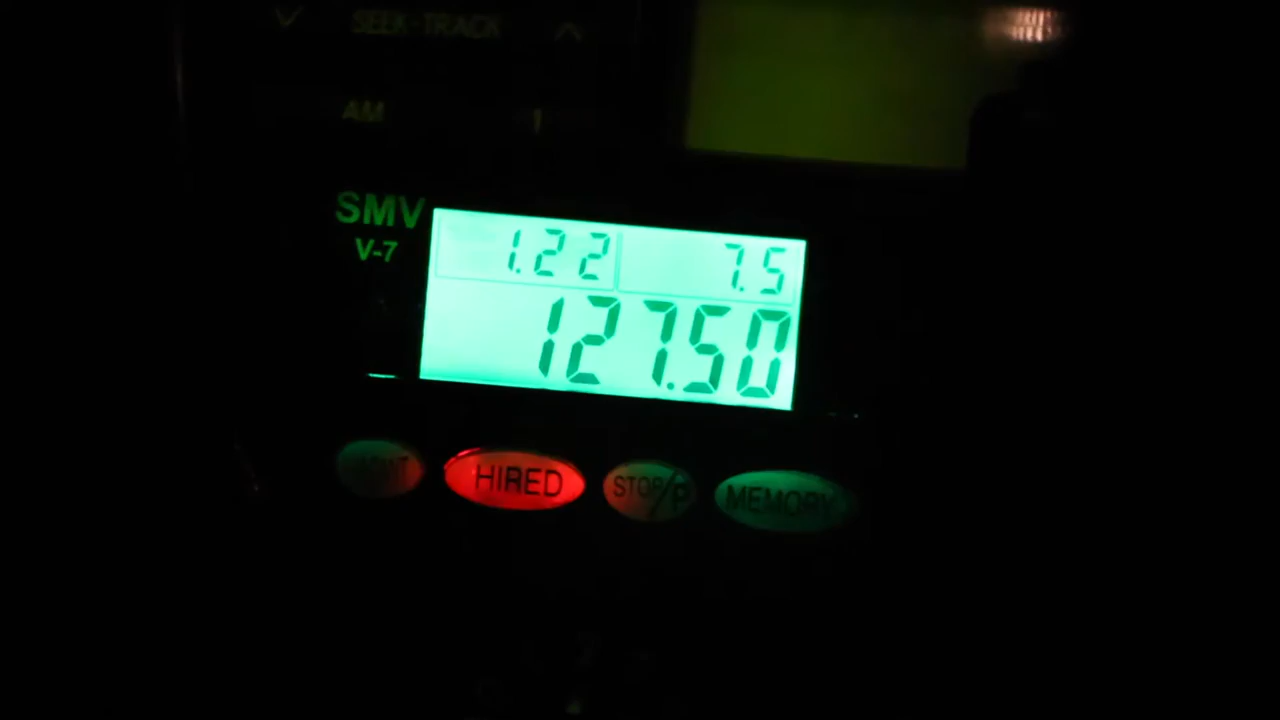 SEEK·TRACK
AM
SMV
V-7
1.22 7.5
127.50
HIRED STOP/P MEMORY